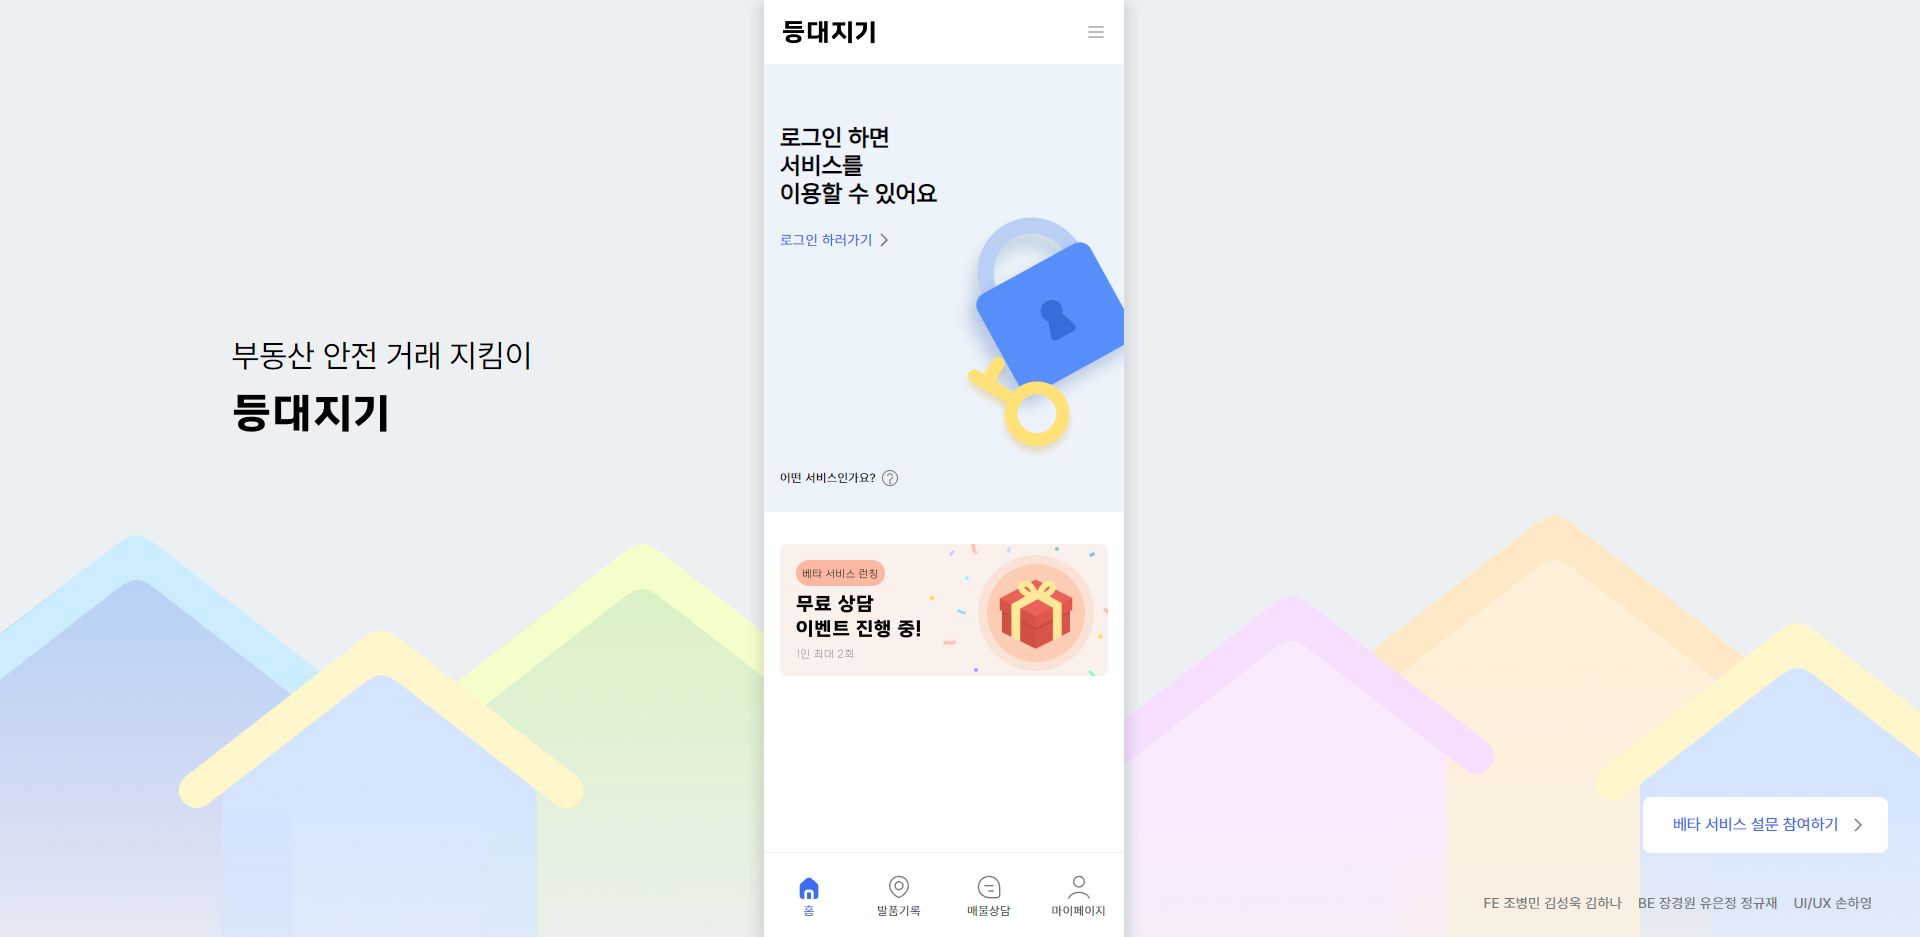 부동산 안전 거래 지킴이
등대지기
등대지기
로그인 하면
서비스를
이용할 수 있어요
로그인 하러가기
어떤 서비스인가요?
베타 서비스 런칭
무료 상담
이벤트 진행 중!
1인 최대 2회
홈
발품기록
매물상담
마이페이지
베타 서비스 설문 참여하기
FE 조병민 김성욱 김하나 BE 장경원 유은정 정규재 UI/UX 손하영